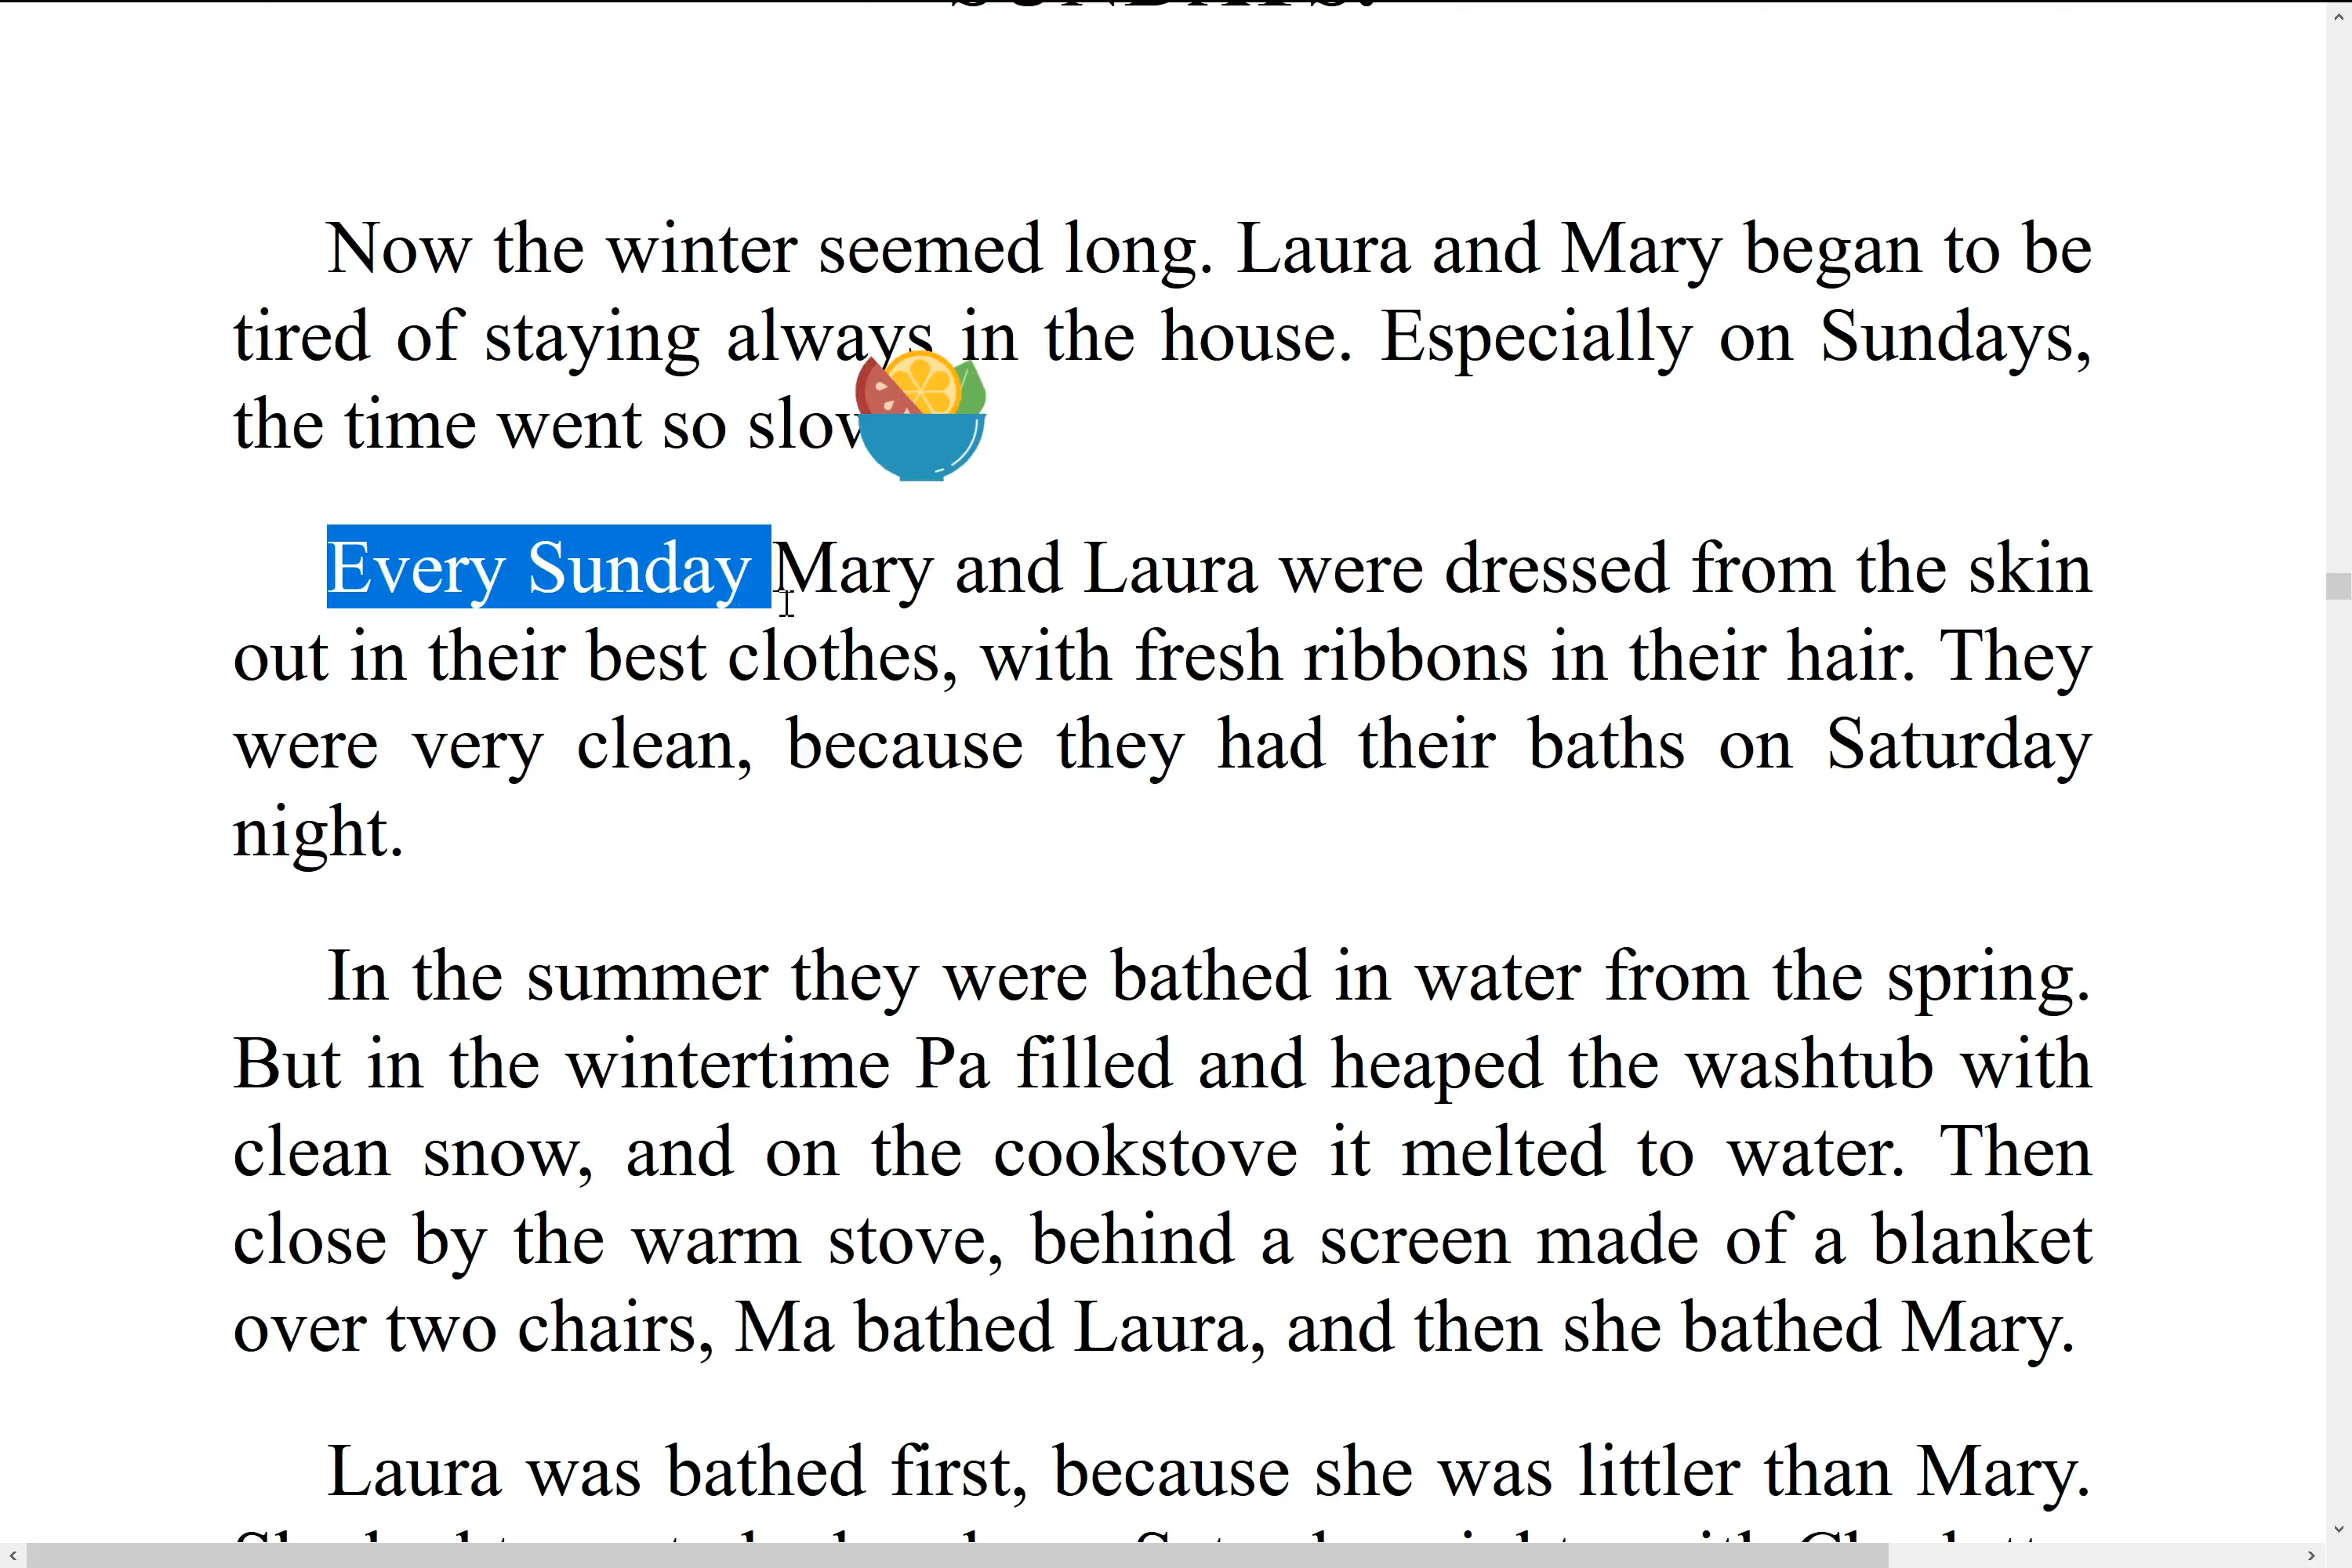 Now the winter seemed long. Laura and Mary began to be
tired of staying always in the house. Especially on Sundays,
the time went so
Every Sunday Mary and Laura were dressed from the skin
out in their best clothes, with fresh ribbons in their hair. They
were very clean, because they had their baths on Saturday
night.
In the summer they were bathed in water from the spring.
But in the wintertime Pa filled and heaped the washtub with
clean snow, and on the cookstove it melted to water. Then
close by the warm stove, behind a screen made of a blanket
over two chairs, Ma bathed Laura, and then she bathed Mary.
Laura was bathed first, because she was littler than Mary.